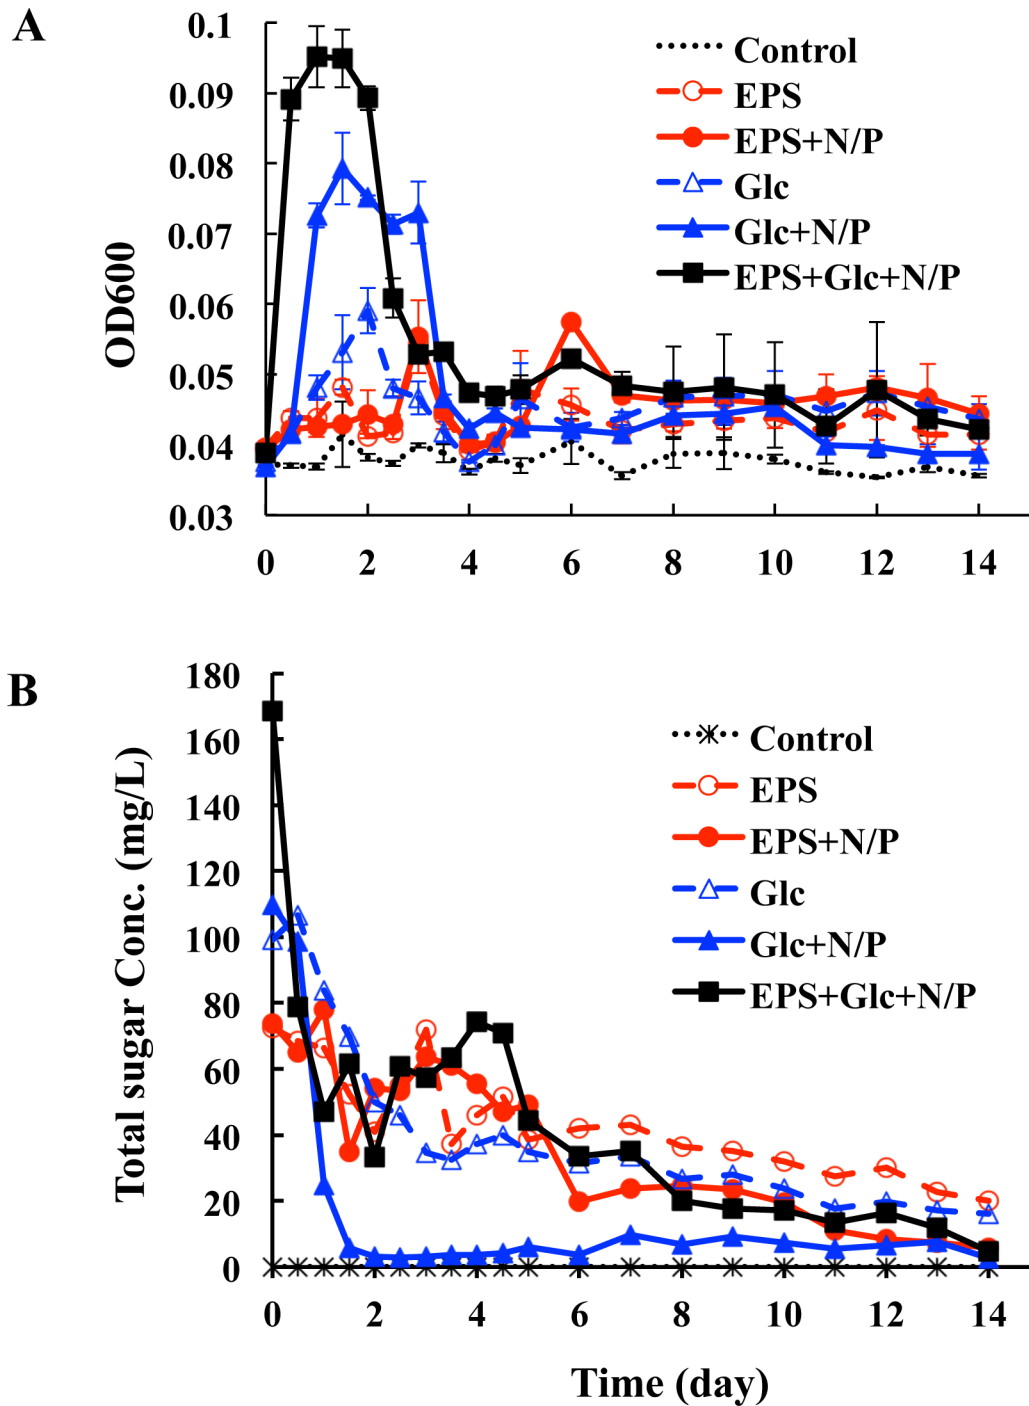 A
OD600
0.1
0.09
0.08
0.07
0.06
0.05
0.04
0.03
0 2 4 6 8 10 12 14
Control
EPS
EPS+N/P
Glc
Glc+N/P
EPS+Glc+N/P
B
Total sugar Conc. (mg/L)
180
160
140
120
100
80
60
40
20
0
0 2 4 6 8 10 12 14
Control
EPS
EPS+N/P
Glc
Glc+N/P
EPS+Glc+N/P
Time (day)